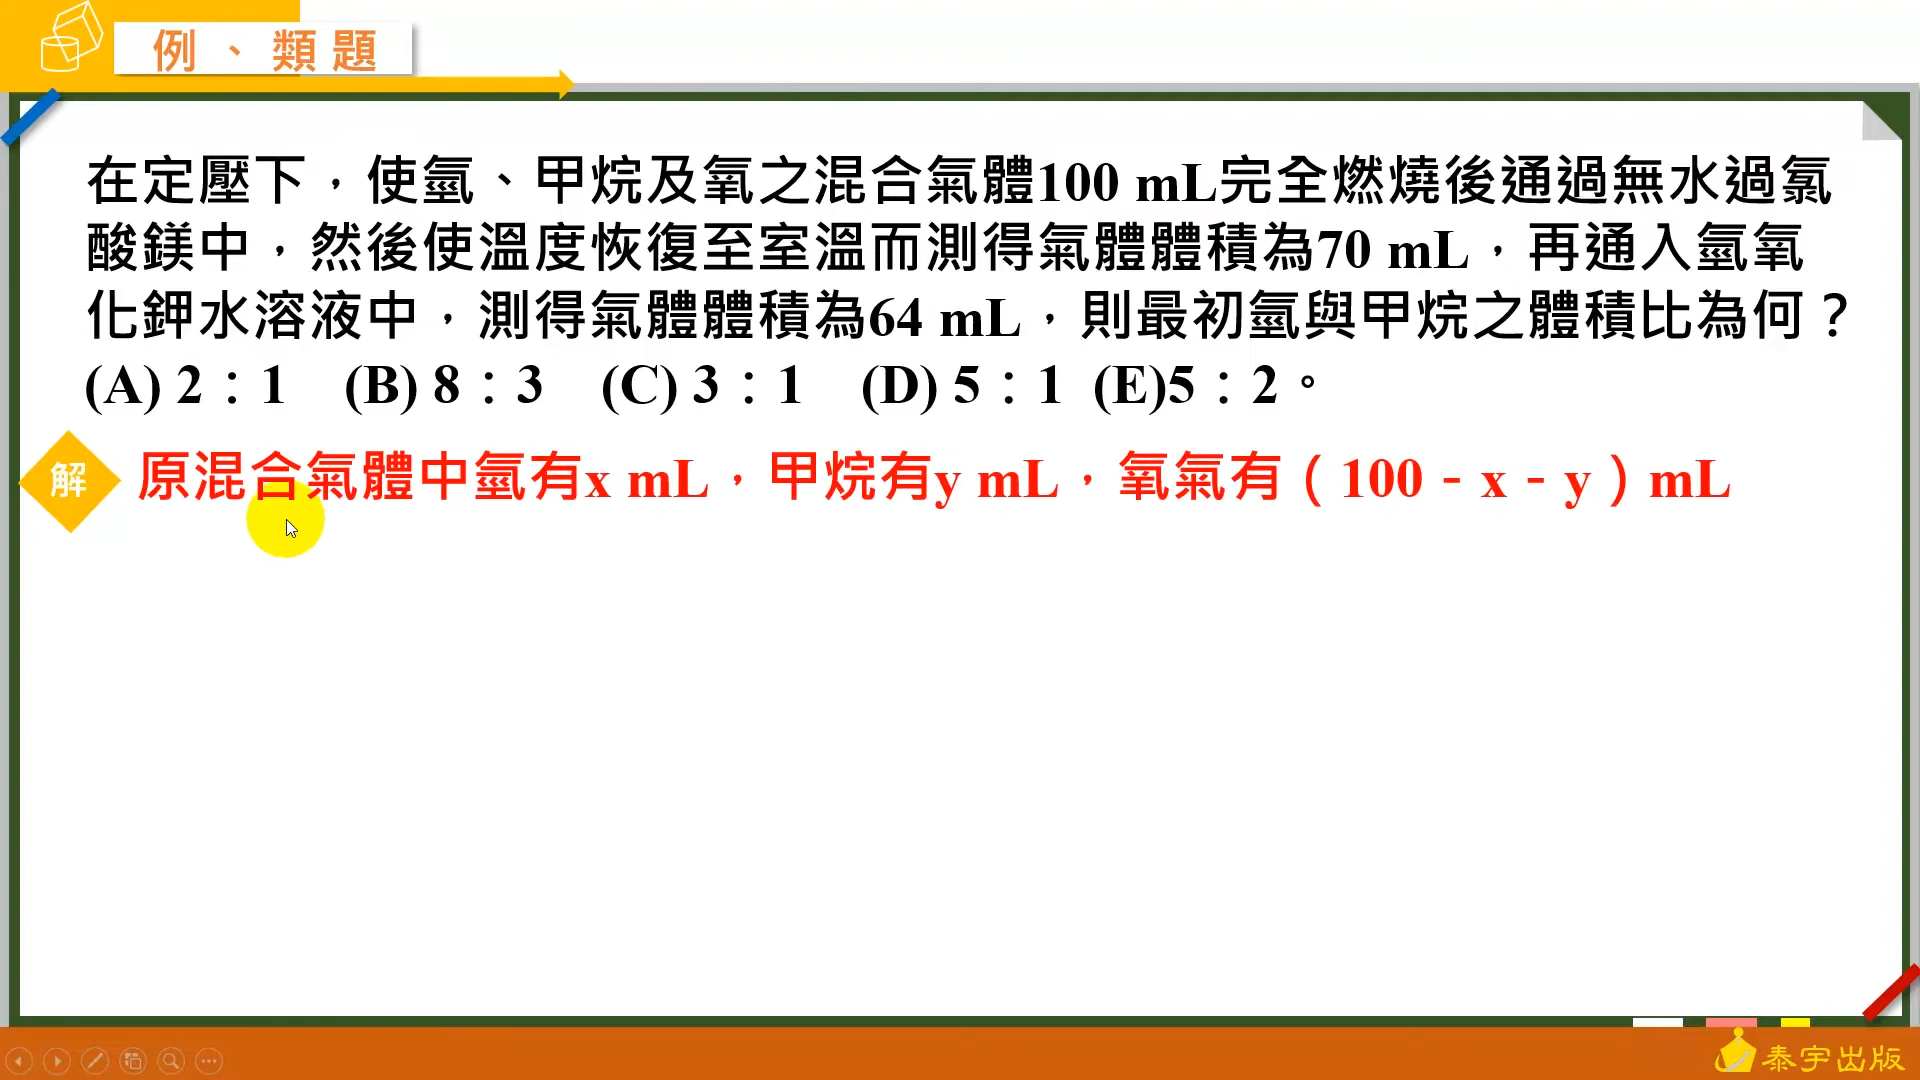 例、類題
在定壓下，使氫、甲烷及氧之混合氣體100 mL完全燃燒後通過無水過氯
酸鎂中，然後使溫度恢復至室溫而測得氣體體積為70 mL，再通入氫氧
化鉀水溶液中，測得氣體體積為64 mL，則最初氫與甲烷之體積比為何？
(A) 2：1 (B) 8：3 (C) 3：1 (D) 5：1 (E)5：2。
解 原混合氣體中氫有x mL，甲烷有y mL，氧氣有（100－x－y）mL
泰宇出版